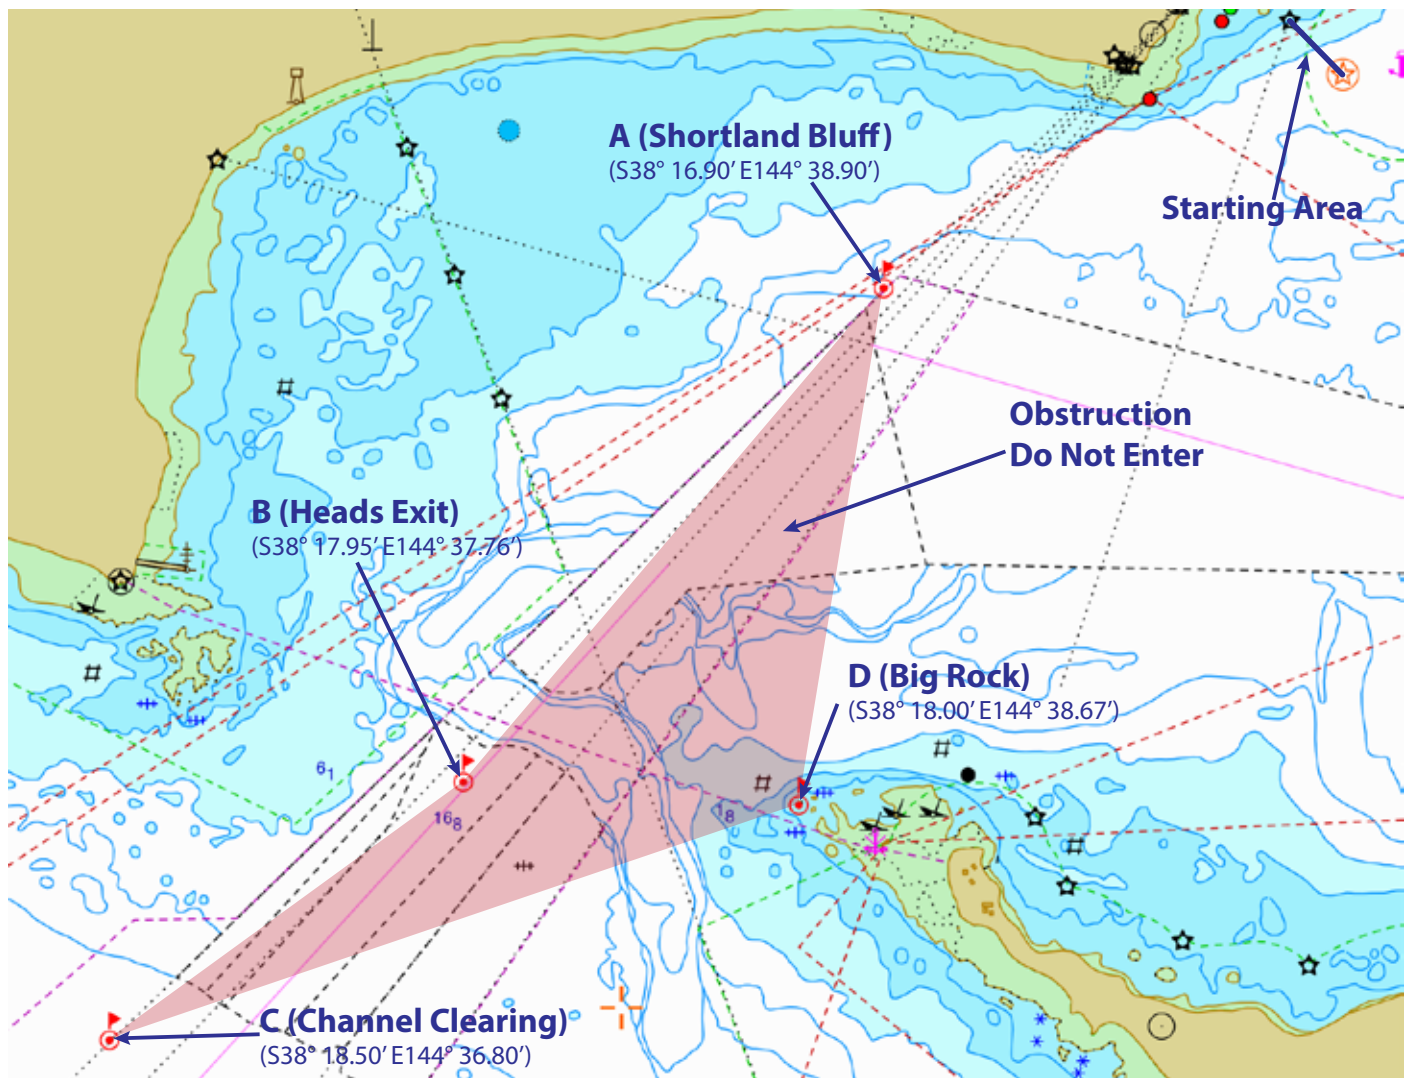 A (Shortland Bluff)
(S38° 16.90’ E144° 38.90’)
Starting Area
Obstruction
Do Not Enter
B (Heads Exit)
(S38° 17.95’ E144° 37.76’)
D (Big Rock)
(S38° 18.00’ E144° 38.67’)
6₁
16₈
1₈
C (Channel Clearing)
(S38° 18.50’ E144° 36.80’)